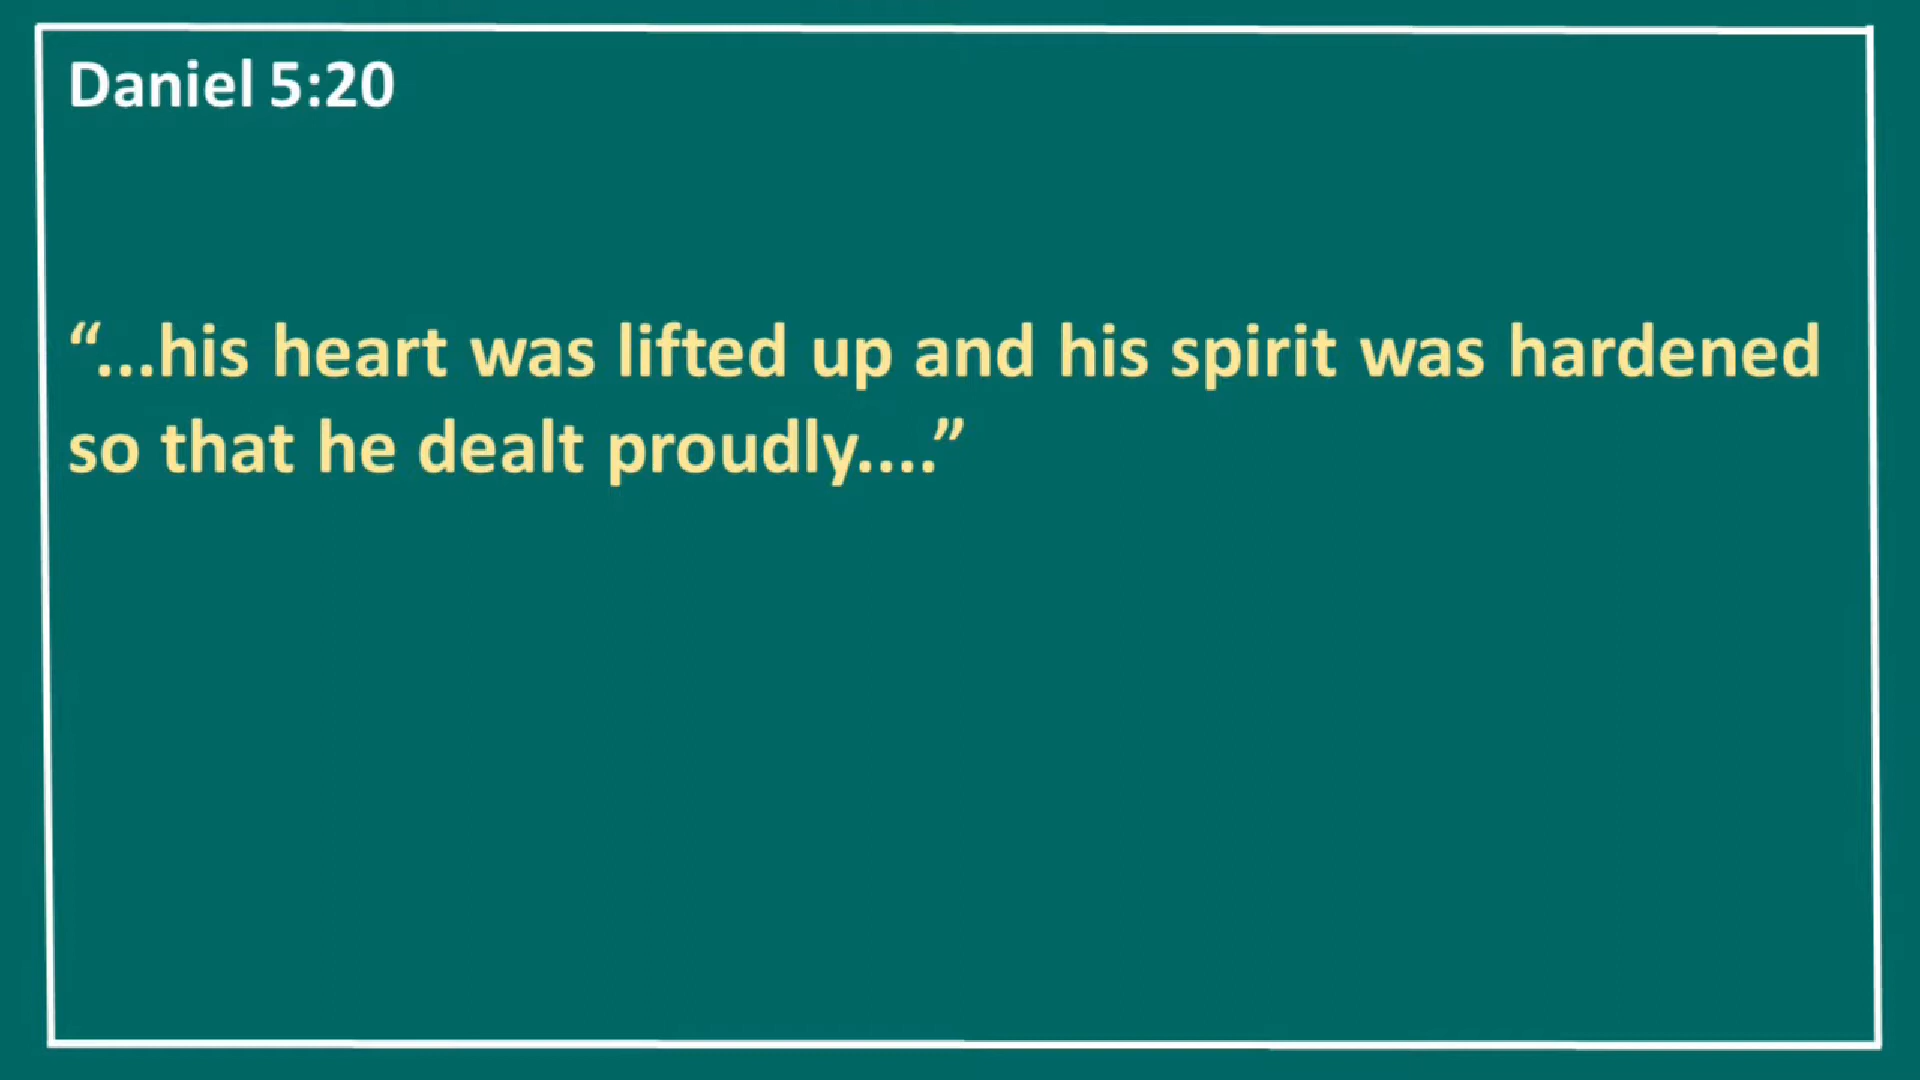 Daniel 5:20
“...his heart was lifted up and his spirit was hardened
so that he dealt proudly....”